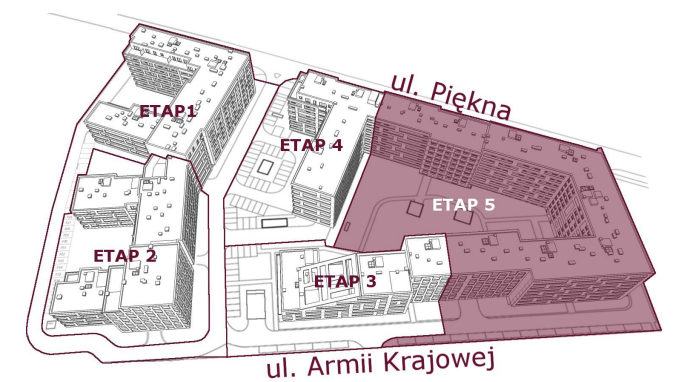 ul. Piękna
ETAP1
ETAP 4
ETAP 5
ETAP 2
ETAP 3
ul. Armii Krajowej